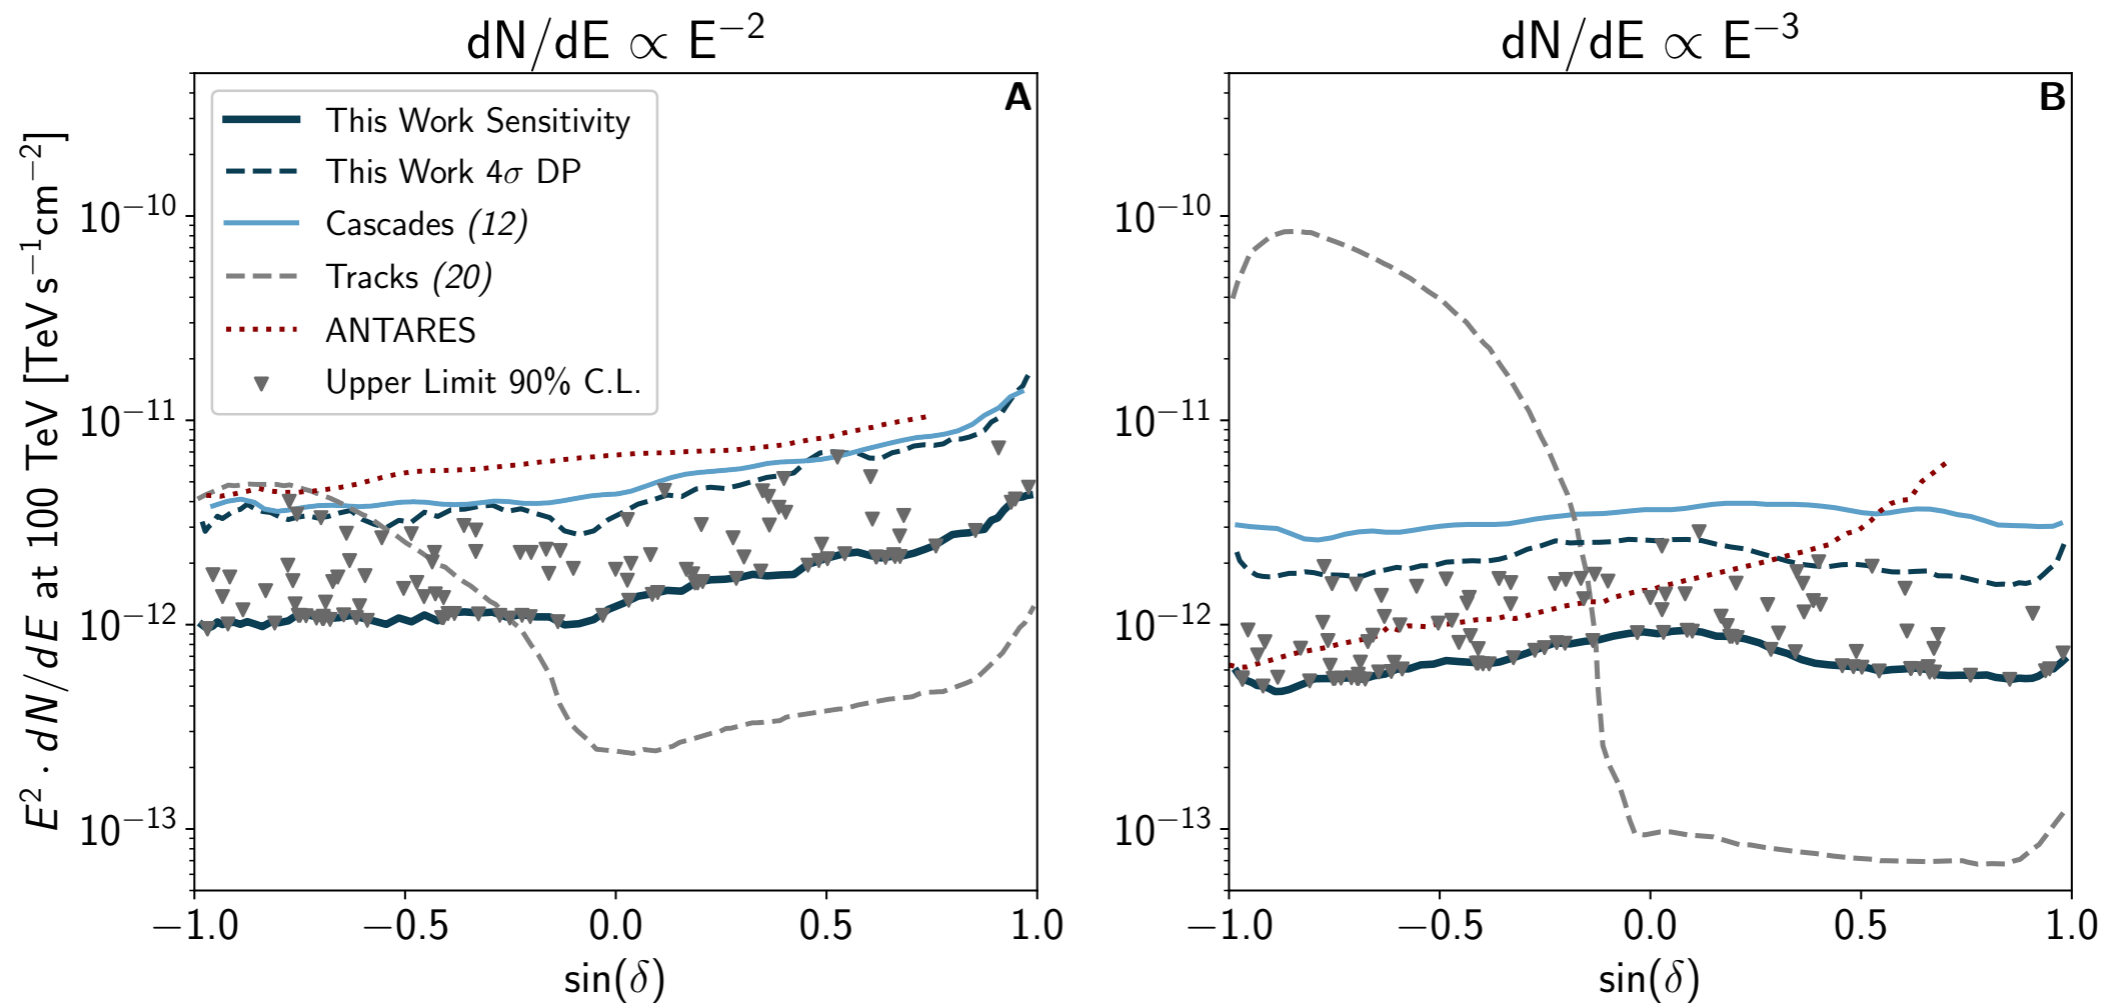 dN/dE ∝ E⁻²
A
This Work Sensitivity
This Work 4σ DP
Cascades (12)
Tracks (20)
ANTARES
Upper Limit 90% C.L.
E² · dN/dE at 100 TeV [TeV s⁻¹cm⁻²]
10⁻¹⁰
10⁻¹¹
10⁻¹²
10⁻¹³
−1.0 −0.5 0.0 0.5 1.0
sin(δ)
dN/dE ∝ E⁻³
B
10⁻¹⁰
10⁻¹¹
10⁻¹²
10⁻¹³
−1.0 −0.5 0.0 0.5 1.0
sin(δ)